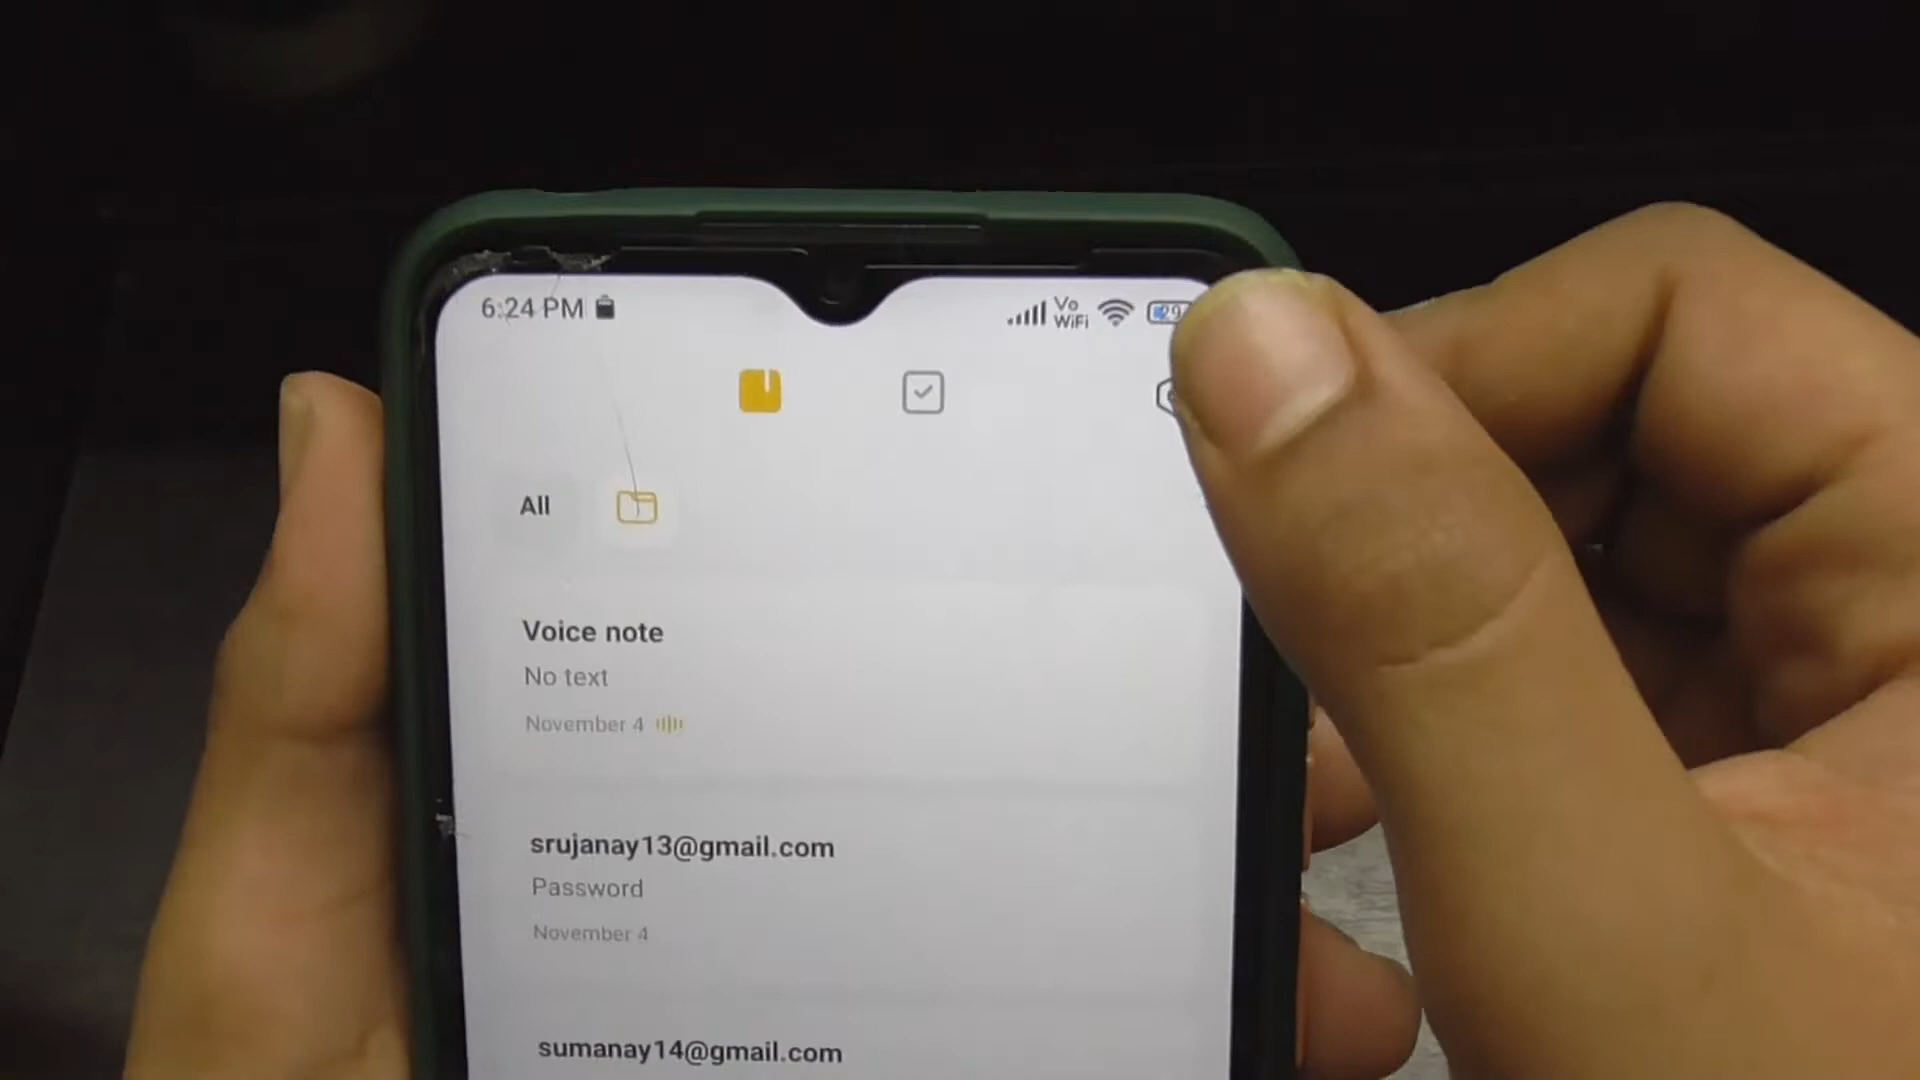 6:24 PM
Vo
WiFi
29
All
Voice note
No text
November 4
srujanay13@gmail.com
Password
November 4
sumanay14@gmail.com